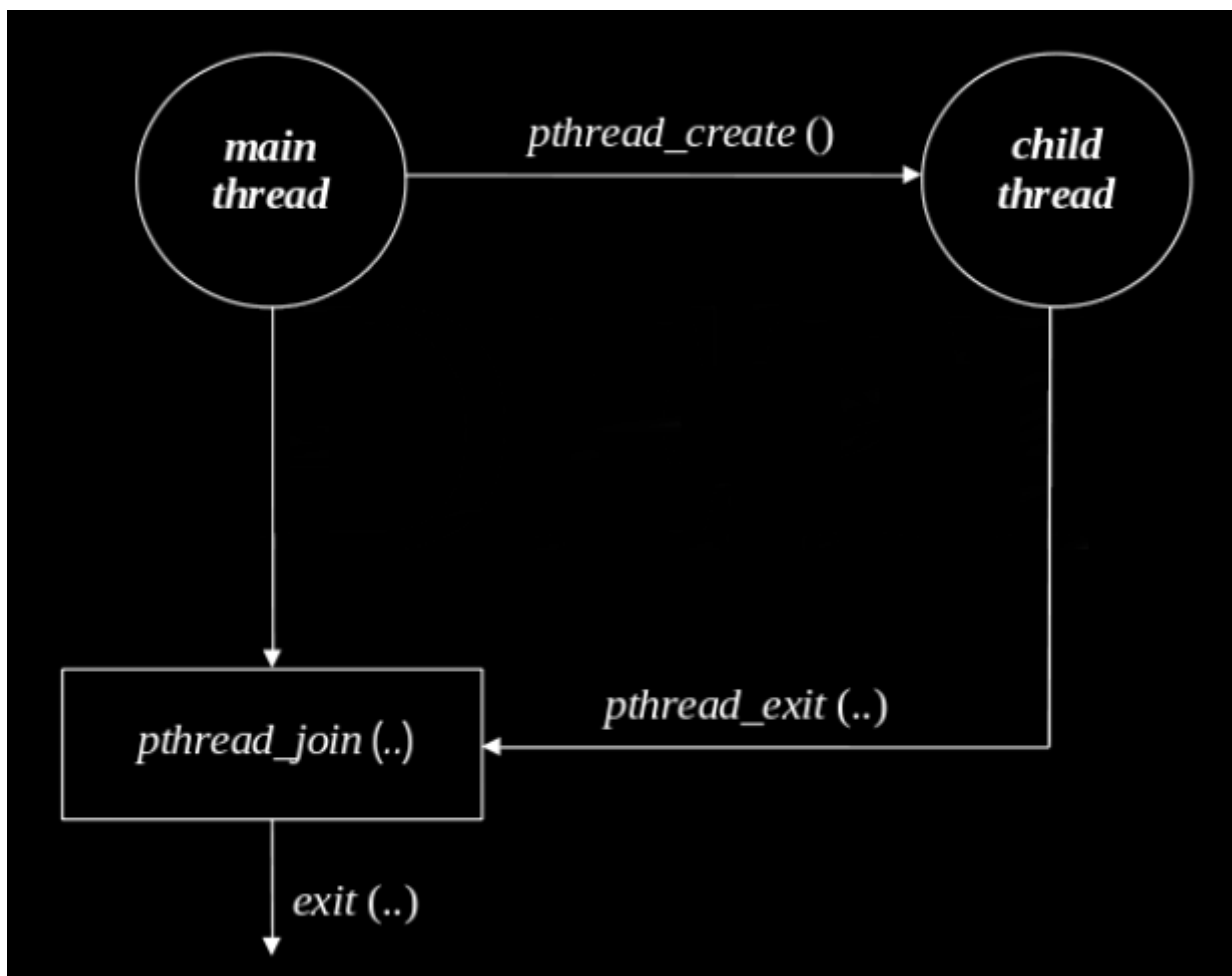 main
thread
pthread_create ()
child
thread
pthread_join (..)
pthread_exit (..)
exit (..)